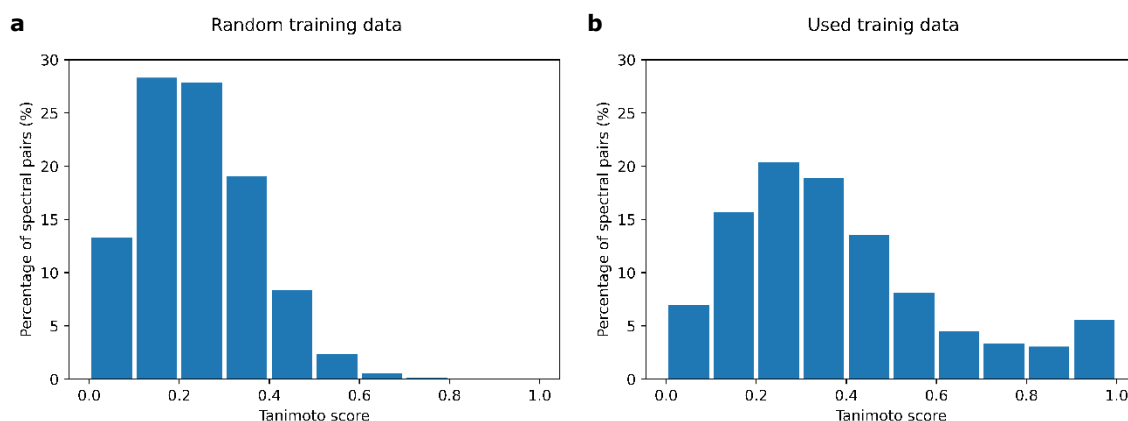 a
Random training data
30
25
20
15
10
5
0
Percentage of spectral pairs (%)
0.0 0.2 0.4 0.6 0.8 1.0
Tanimoto score
b
Used trainig data
30
25
20
15
10
5
0
Percentage of spectral pairs (%)
0.0 0.2 0.4 0.6 0.8 1.0
Tanimoto score